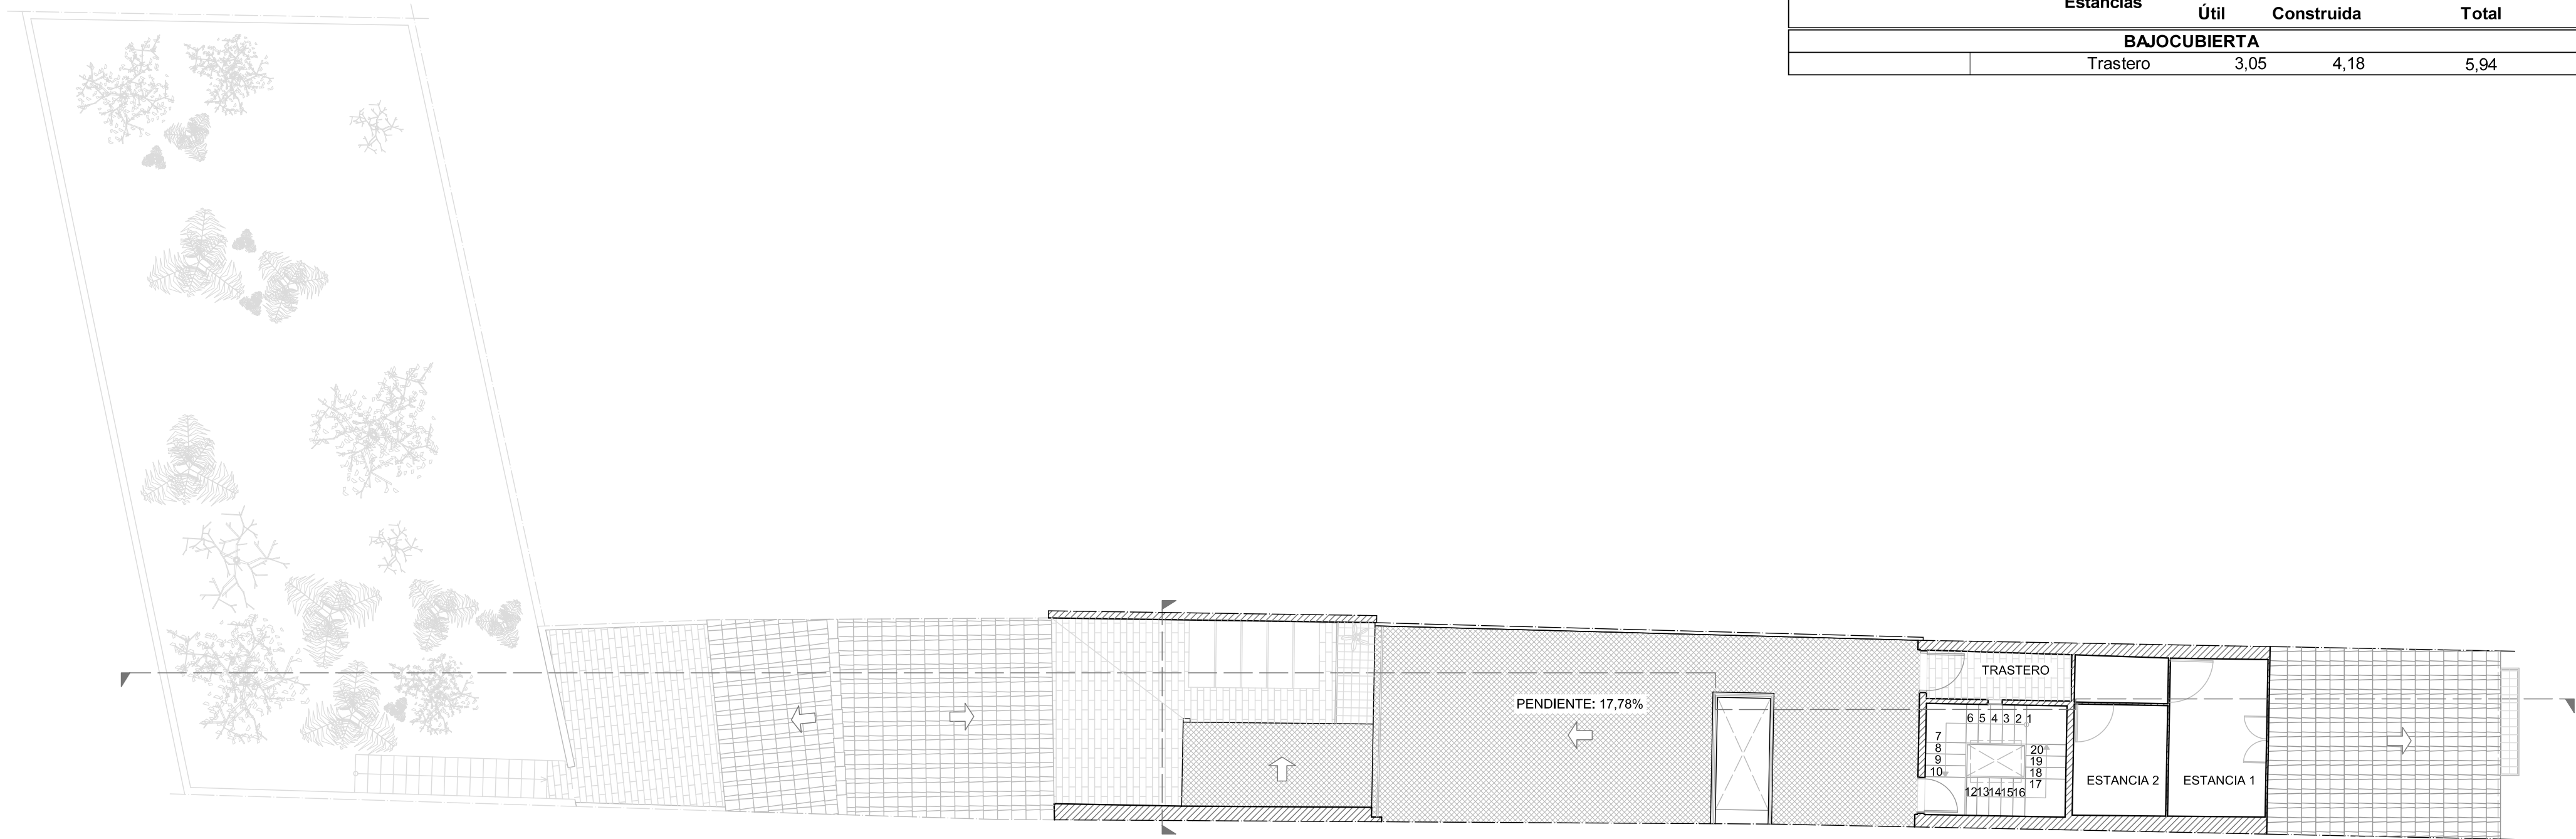 Estancias
Útil Construida Total
BAJOCUBIERTA
Trastero 3,05 4,18 5,94
TRASTERO
PENDIENTE: 17,78%
6 5 4 3 2 1
7
8
9
10
20
19
18
17
12 13 14 15 16
ESTANCIA 2
ESTANCIA 1